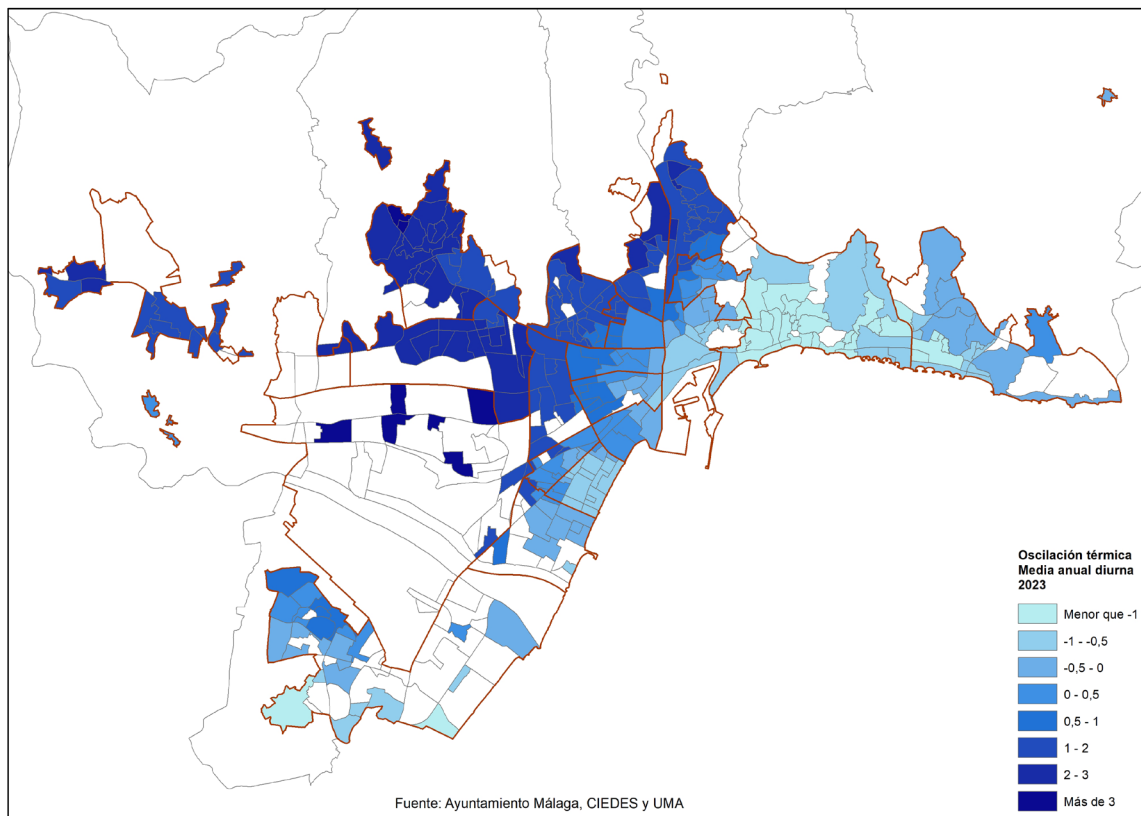 Oscilación térmica
Media anual diurna
2023
Menor que -1
-1 - -0,5
-0,5 - 0
0 - 0,5
0,5 - 1
1 - 2
2 - 3
Más de 3
Fuente: Ayuntamiento Málaga, CIEDES y UMA